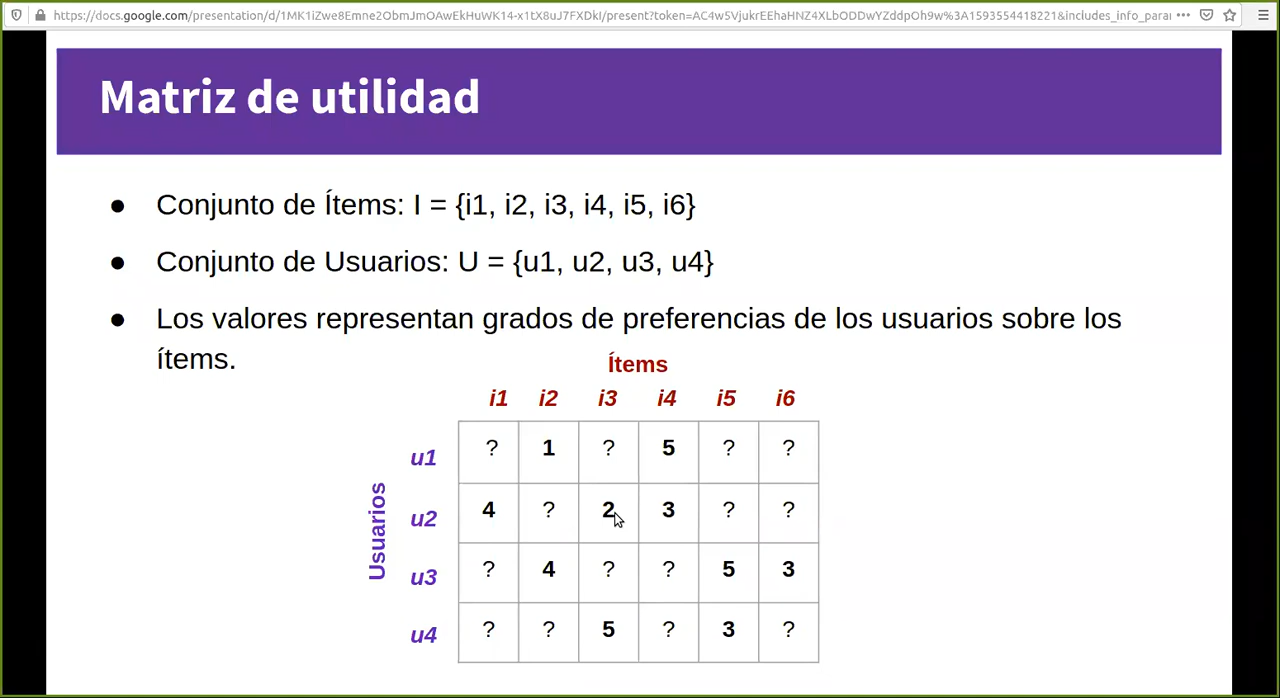 https://docs.google.com/presentation/d/1MK1iZwe8Emne2ObmJmOAwEkHuWK14-x1tX8uJ7FXDkI/present?token=AC4w5VjukrEEhaHNZ4XLbODDwYZddpOh9w%3A1593554418221&includes_info_parar
Matriz de utilidad
● Conjunto de Ítems: I = {i1, i2, i3, i4, i5, i6}
● Conjunto de Usuarios: U = {u1, u2, u3, u4}
● Los valores representan grados de preferencias de los usuarios sobre los
ítems.
Ítems
i1 i2 i3 i4 i5 i6
Usuarios
u1 ? 1 ? 5 ? ?
u2 4 ? 2 3 ? ?
u3 ? 4 ? ? 5 3
u4 ? ? 5 ? 3 ?